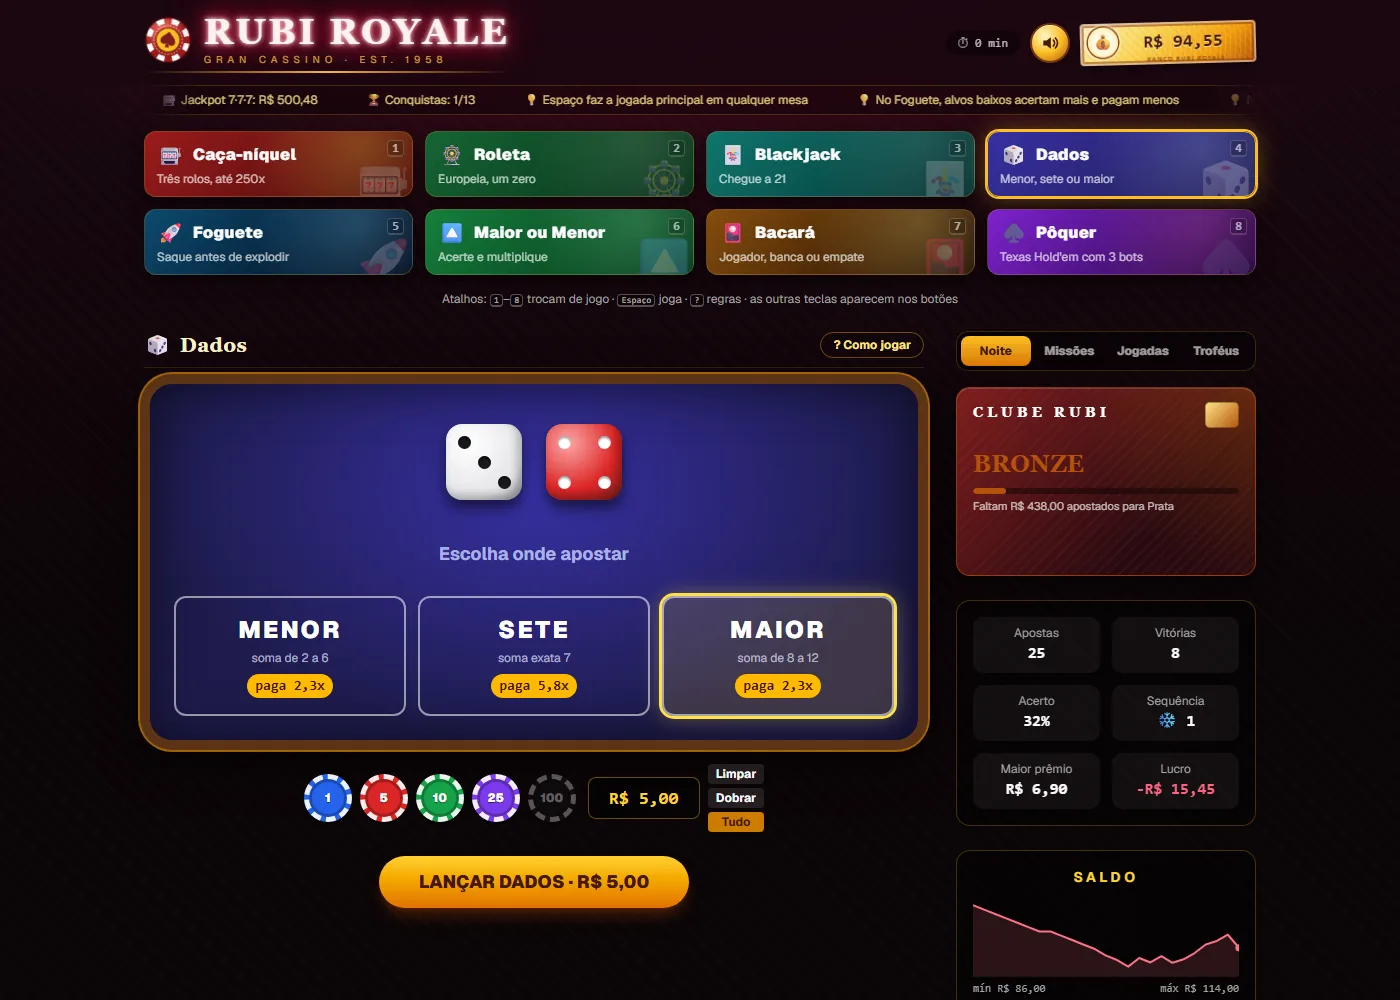 RUBI ROYALE
GRAN CASSINO · EST. 1958
⏱ 0 min
R$ 94,55
BANCO RUBI ROYALE
Jackpot 7·7·7: R$ 500,48
Conquistas: 1/13
Espaço faz a jogada principal em qualquer mesa
No Foguete, alvos baixos acertam mais e pagam menos
Caça-níquel 1
Três rolos, até 250x
Roleta 2
Europeia, um zero
Blackjack 3
Chegue a 21
Dados 4
Menor, sete ou maior
Foguete 5
Saque antes de explodir
Maior ou Menor 6
Acerte e multiplique
Bacará 7
Jogador, banca ou empate
Pôquer 8
Texas Hold'em com 3 bots
Atalhos: 1–8 trocam de jogo · Espaço joga · ? regras · as outras teclas aparecem nos botões
Dados
? Como jogar
Escolha onde apostar
MENOR
soma de 2 a 6
paga 2,3x
SETE
soma exata 7
paga 5,8x
MAIOR
soma de 8 a 12
paga 2,3x
1
5
10
25
100
R$ 5,00
Limpar
Dobrar
Tudo
LANÇAR DADOS · R$ 5,00
Noite
Missões
Jogadas
Troféus
CLUBE RUBI
BRONZE
Faltam R$ 438,00 apostados para Prata
Apostas
25
Vitórias
8
Acerto
32%
Sequência
❄️ 1
Maior prêmio
R$ 6,90
Lucro
-R$ 15,45
SALDO
mín R$ 86,00
máx R$ 114,00